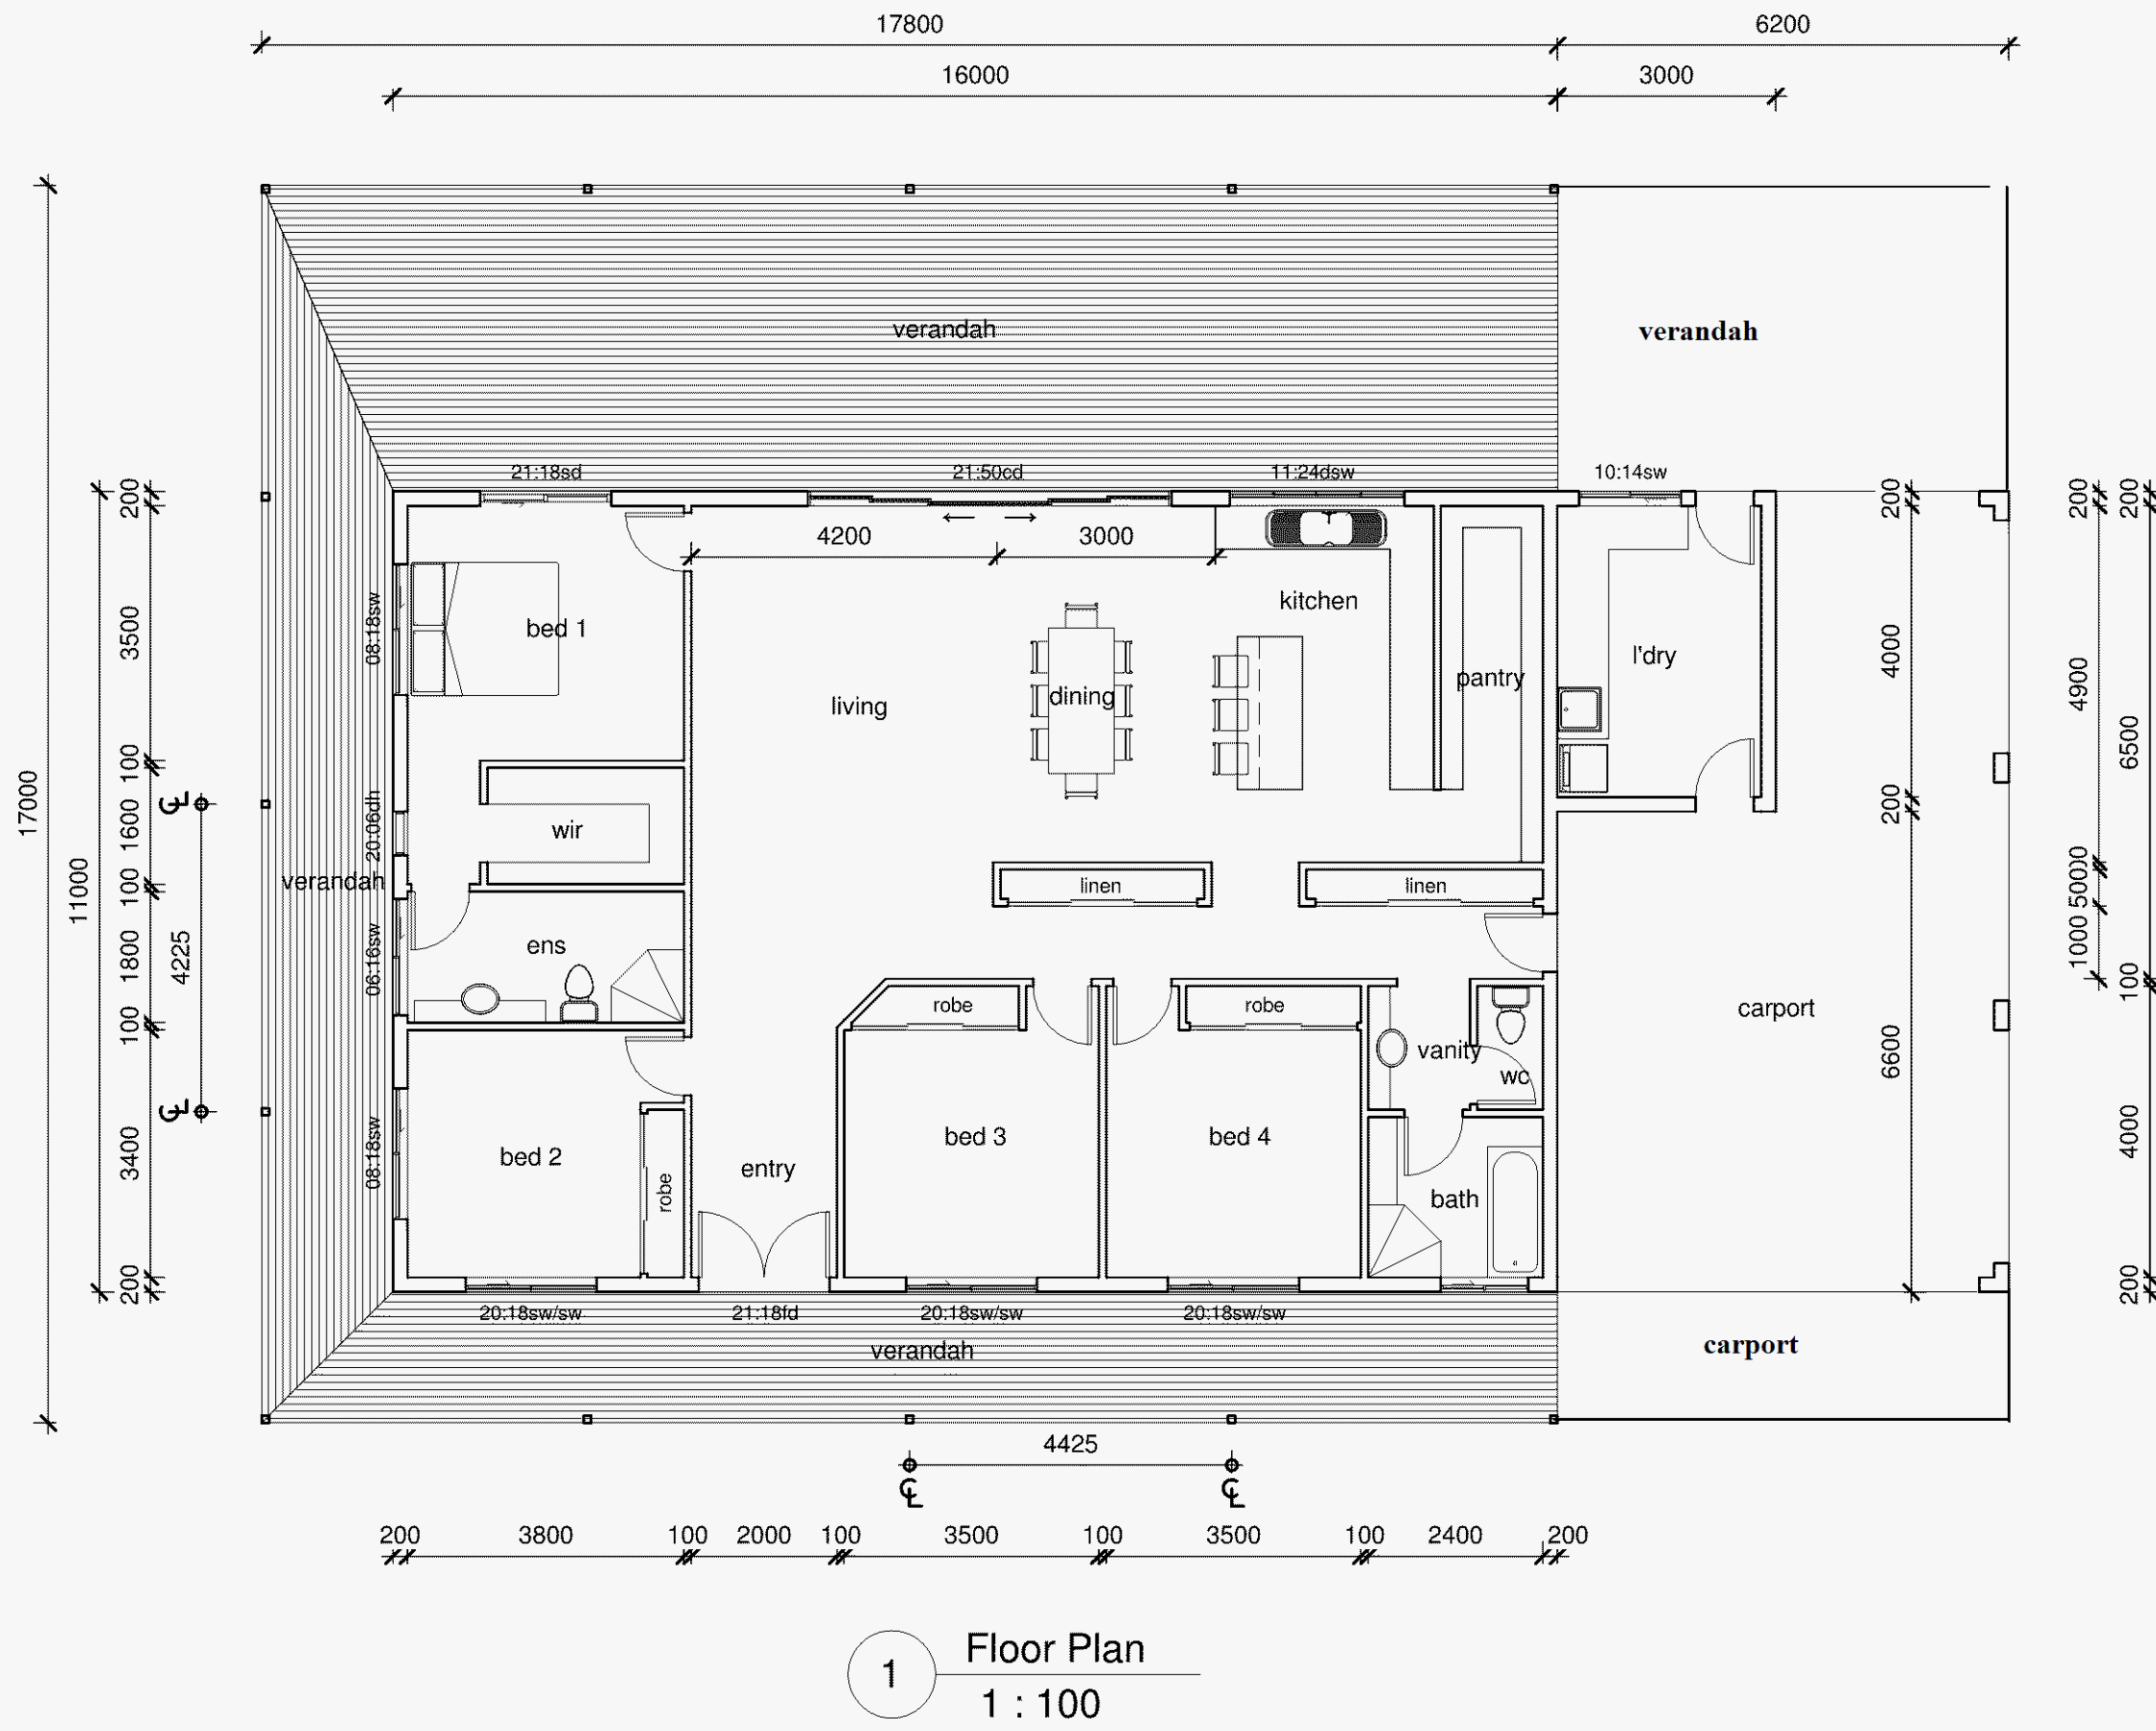 17800
6200
16000
3000
verandah
verandah
21:18sd
21:50cd
11:24dsw
10:14sw
200
200
200
200
4200
3000
3500
08:18sw
bed 1
living
dining
kitchen
pantry
l'dry
4000
4900
6500
17000
11000
100
1600
20:06dh
wir
200
verandah
100
linen
linen
5000
4225
1800
06:16sw
ens
1000
carport
100
100
robe
robe
vanity
wc
6600
3400
08:18sw
bed 2
robe
entry
bed 3
bed 4
bath
4000
200
200
20:18sw/sw
21:18fd
20:18sw/sw
20:18sw/sw
verandah
carport
4425
200
3800
100
2000
100
3500
100
3500
100
2400
200
1
Floor Plan
1 : 100